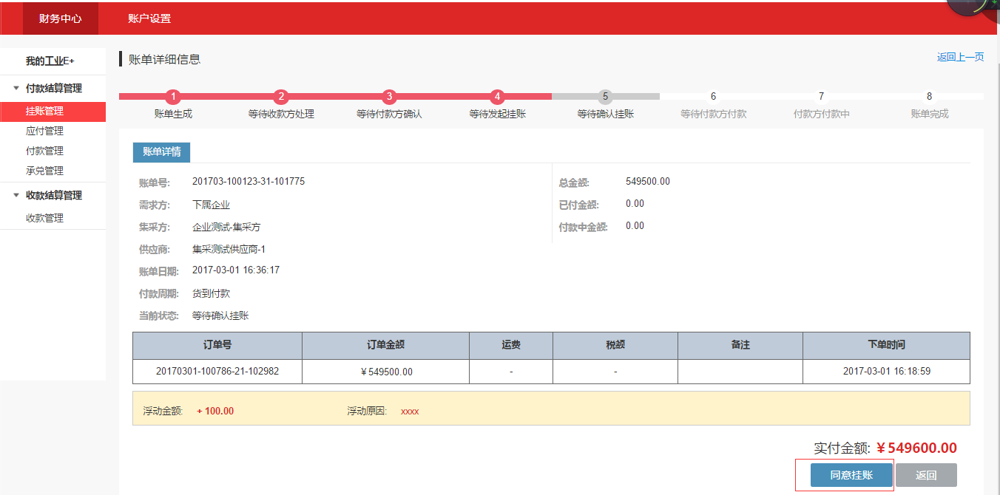 财务中心 账户设置
我的工业E+
付款结算管理
挂账管理
应付管理
付款管理
承兑管理
收款结算管理
收款管理
账单详细信息 返回上一页
1 2 3 4 5 6 7 8
账单生成 等待收款方处理 等待付款方确认 等待发起挂账 等待确认挂账 等待付款方付款 付款方付款中 账单完成
账单详情
账单号: 201703-100123-31-101775 总金额: 549500.00
需求方: 下属企业 已付金额: 0.00
集采方: 企业测试-集采方 付款中金额: 0.00
供应商: 集采测试供应商-1
账单日期: 2017-03-01 16:36:17
付款周期: 货到付款
当前状态: 等待确认挂账
订单号 订单金额 运费 税额 备注 下单时间
20170301-100786-21-102982 ￥549500.00 - - 2017-03-01 16:18:59
浮动金额: + 100.00 浮动原因: xxxx
实付金额: ￥549600.00
同意挂账 返回